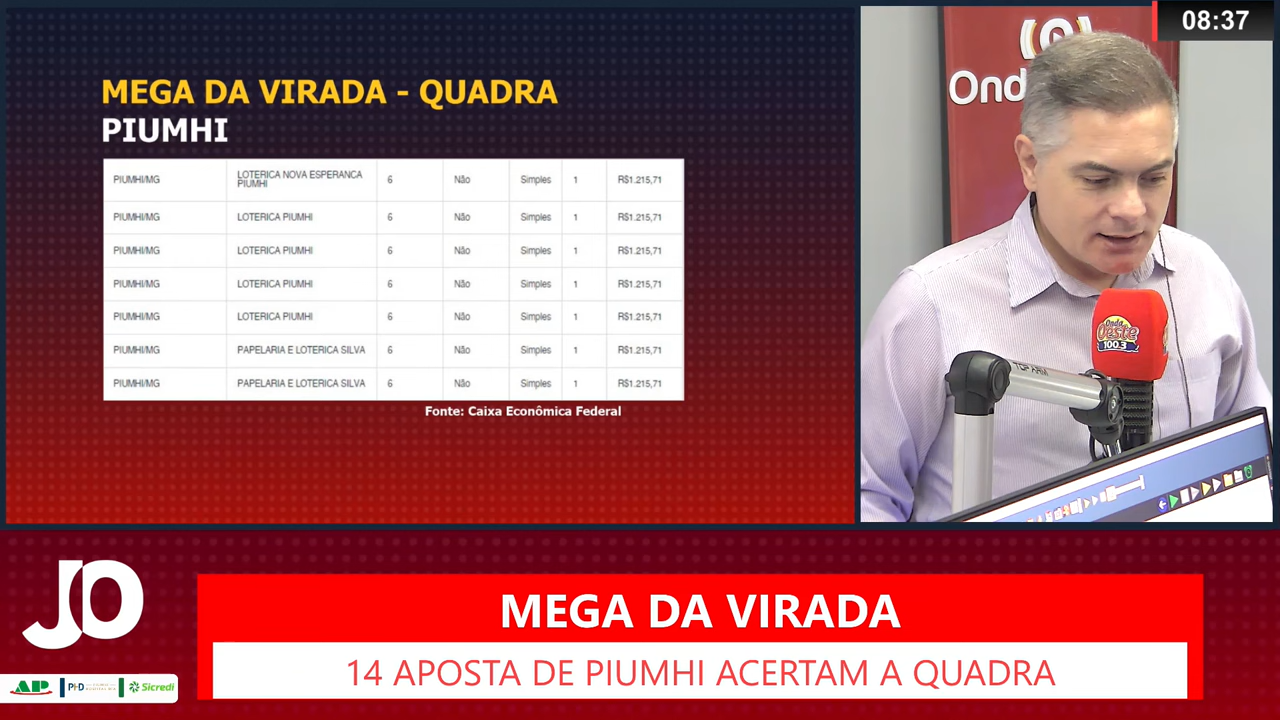 08:37
MEGA DA VIRADA - QUADRA
PIUMHI
PIUMHI/MG LOTERICA NOVA ESPERANCA PIUMHI 6 Não Simples 1 R$1.215,71
PIUMHI/MG LOTERICA PIUMHI 6 Não Simples 1 R$1.215,71
PIUMHI/MG LOTERICA PIUMHI 6 Não Simples 1 R$1.215,71
PIUMHI/MG LOTERICA PIUMHI 6 Não Simples 1 R$1.215,71
PIUMHI/MG LOTERICA PIUMHI 6 Não Simples 1 R$1.215,71
PIUMHI/MG PAPELARIA E LOTERICA SILVA 6 Não Simples 1 R$1.215,71
PIUMHI/MG PAPELARIA E LOTERICA SILVA 6 Não Simples 1 R$1.215,71
Fonte: Caixa Econômica Federal
Ond
Onda
Oeste
100.3
TOP ARM
JO
MEGA DA VIRADA
14 APOSTA DE PIUMHI ACERTAM A QUADRA
AP
PHD
Sicredi